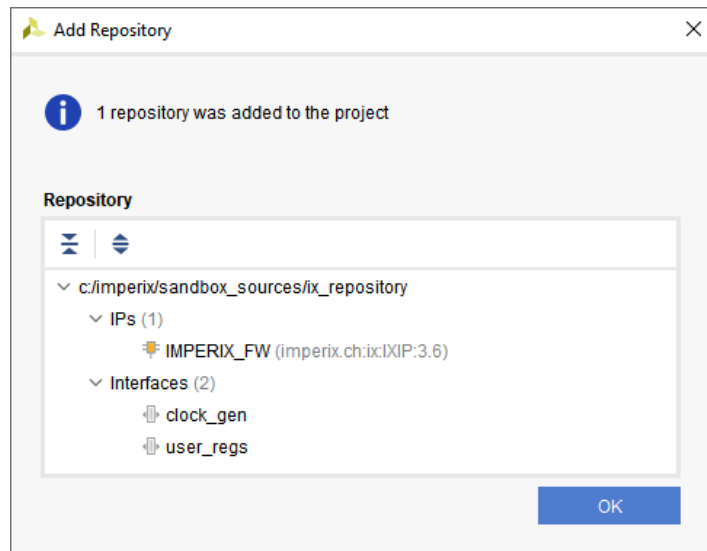 Add Repository
1 repository was added to the project
Repository
c:/imperix/sandbox_sources/ix_repository
IPs (1)
IMPERIX_FW (imperix.ch:ix:IXIP:3.6)
Interfaces (2)
clock_gen
user_regs
OK